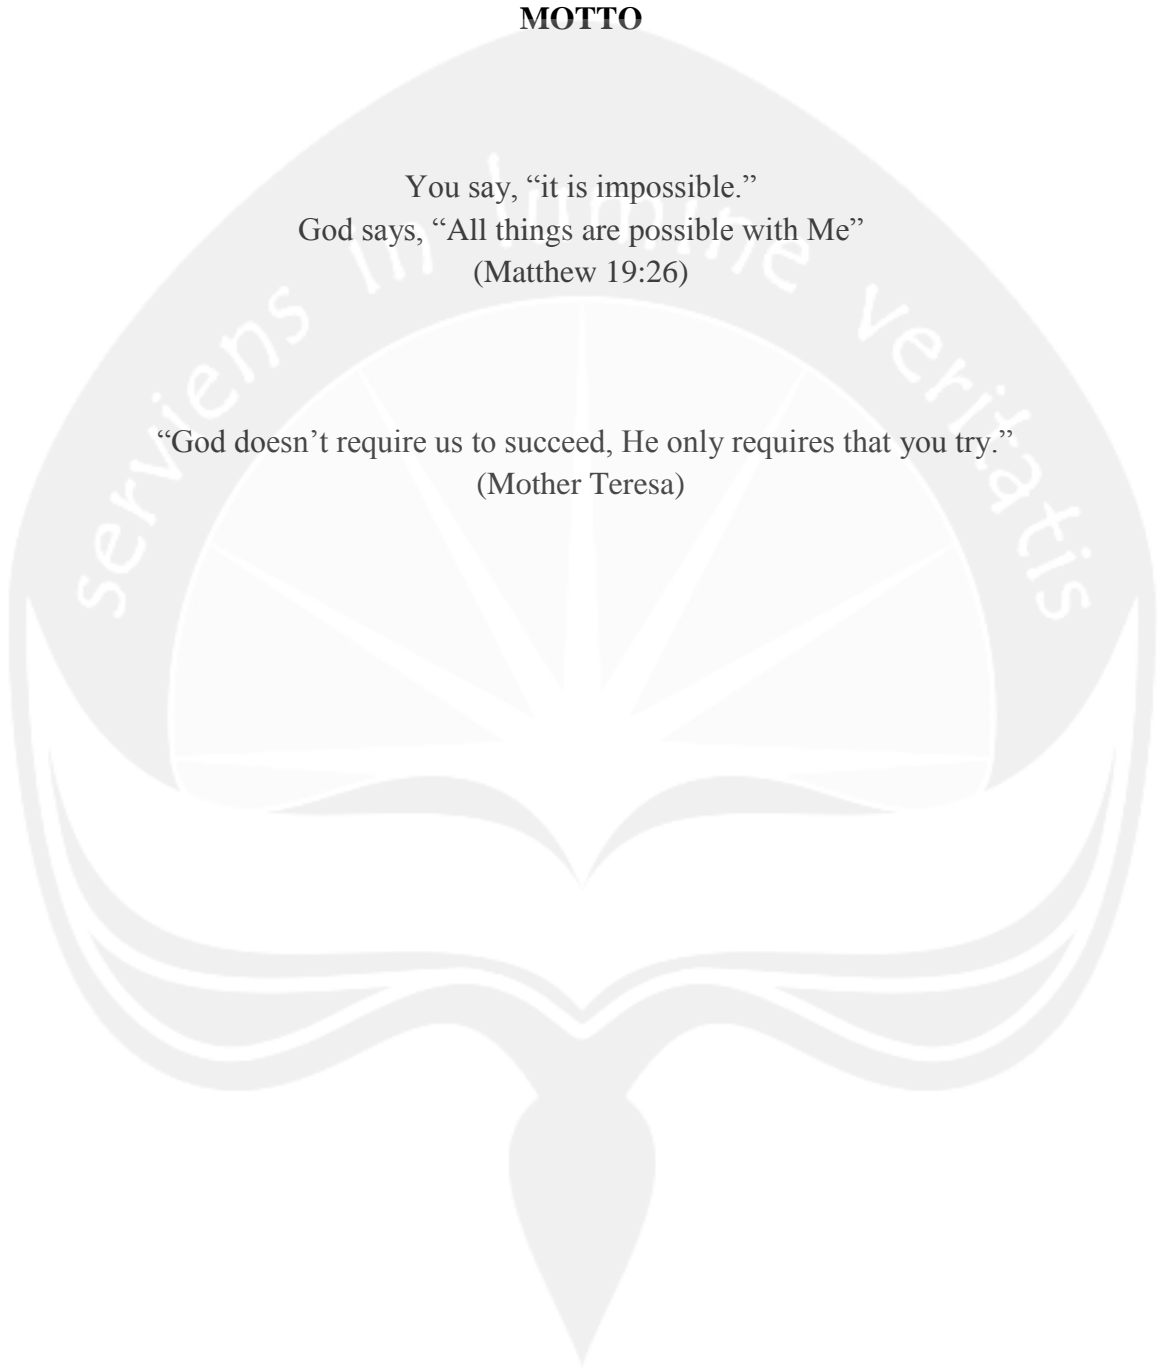 MOTTO
You say, “it is impossible.”
God says, “All things are possible with Me”
(Matthew 19:26)
“God doesn’t require us to succeed, He only requires that you try.”
(Mother Teresa)
serviens in lumine veritatis